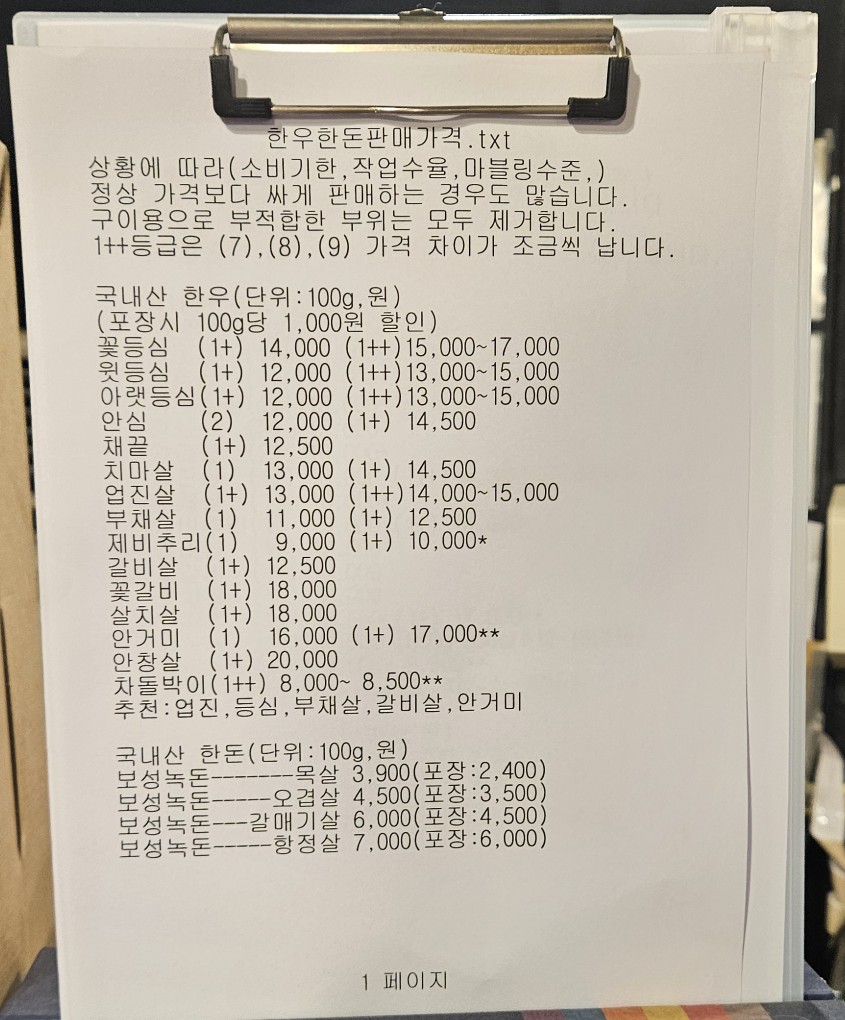 한우한돈판매가격.txt
상황에 따라(소비기한,작업수율,마블링수준,)
정상 가격보다 싸게 판매하는 경우도 많습니다.
구이용으로 부적합한 부위는 모두 제거합니다.
1++등급은 (7),(8),(9) 가격 차이가 조금씩 납니다.
국내산 한우(단위:100g,원)
(포장시 100g당 1,000원 할인)
꽃등심 (1+) 14,000 (1++)15,000~17,000
윗등심 (1+) 12,000 (1++)13,000~15,000
아랫등심(1+) 12,000 (1++)13,000~15,000
안심 (2) 12,000 (1+) 14,500
채끝 (1+) 12,500
치마살 (1) 13,000 (1+) 14,500
업진살 (1+) 13,000 (1++)14,000~15,000
부채살 (1) 11,000 (1+) 12,500
제비추리(1) 9,000 (1+) 10,000*
갈비살 (1+) 12,500
꽃갈비 (1+) 18,000
살치살 (1+) 18,000
안거미 (1) 16,000 (1+) 17,000**
안창살 (1+) 20,000
차돌박이(1++) 8,000~ 8,500**
추천:업진,등심,부채살,갈비살,안거미
국내산 한돈(단위:100g,원)
보성녹돈-------목살 3,900(포장:2,400)
보성녹돈-----오겹살 4,500(포장:3,500)
보성녹돈---갈매기살 6,000(포장:4,500)
보성녹돈-----항정살 7,000(포장:6,000)
1 페이지